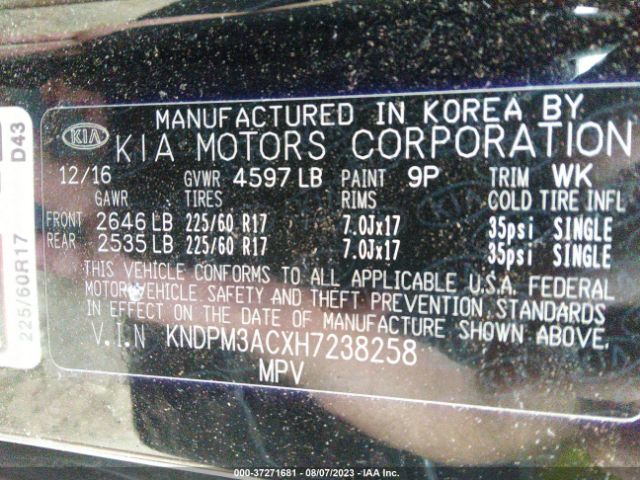 MANUFACTURED IN KOREA BY
KIA KIA MOTORS CORPORATION
12/16 GVWR 4597 LB PAINT 9P TRIM WK
GAWR TIRES RIMS COLD TIRE INFL
FRONT 2646 LB 225/60 R17 7.0Jx17 35psi SINGLE
REAR 2535 LB 225/60 R17 7.0Jx17 35psi SINGLE
THIS VEHICLE CONFORMS TO ALL APPLICABLE U.S.A. FEDERAL
MOTOR VEHICLE SAFETY AND THEFT PREVENTION STANDARDS
IN EFFECT ON THE DATE OF MANUFACTURE SHOWN ABOVE.
V.I.N KNDPM3ACXH7238258
MPV
D43
225/60R17
000-37271681 - 08/07/2023 - IAA Inc.